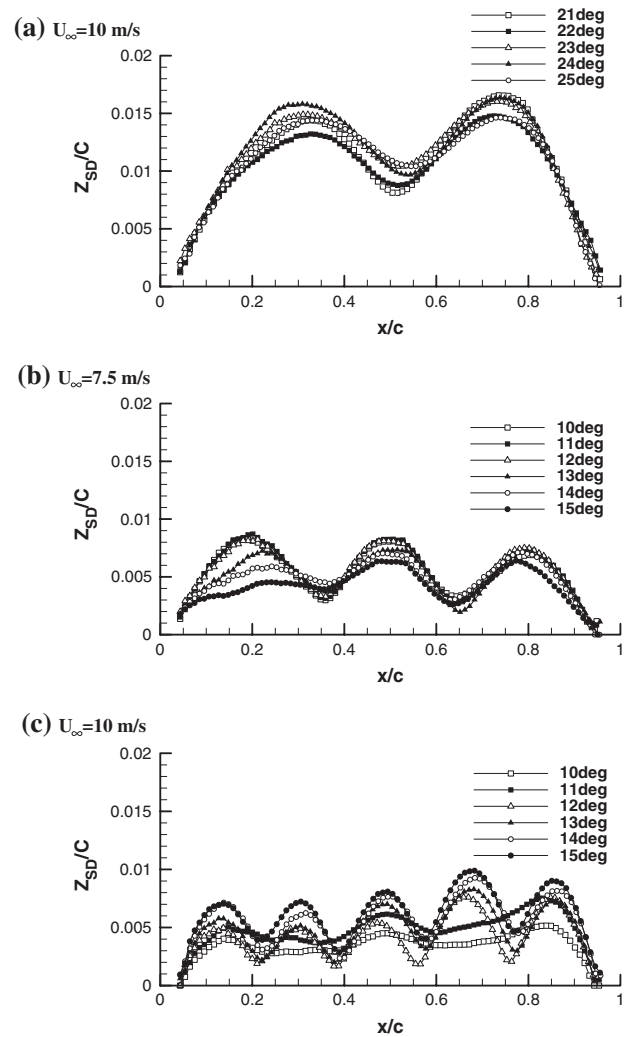 (a) U∞=10 m/s
21deg
22deg
23deg
24deg
25deg
0.02
0.015
0.01
0.005
0
ZSD/C
0 0.2 0.4 0.6 0.8 1
x/c
(b) U∞=7.5 m/s
10deg
11deg
12deg
13deg
14deg
15deg
0.02
0.015
0.01
0.005
0
ZSD/C
0 0.2 0.4 0.6 0.8 1
x/c
(c) U∞=10 m/s
10deg
11deg
12deg
13deg
14deg
15deg
0.02
0.015
0.01
0.005
0
ZSD/C
0 0.2 0.4 0.6 0.8 1
x/c